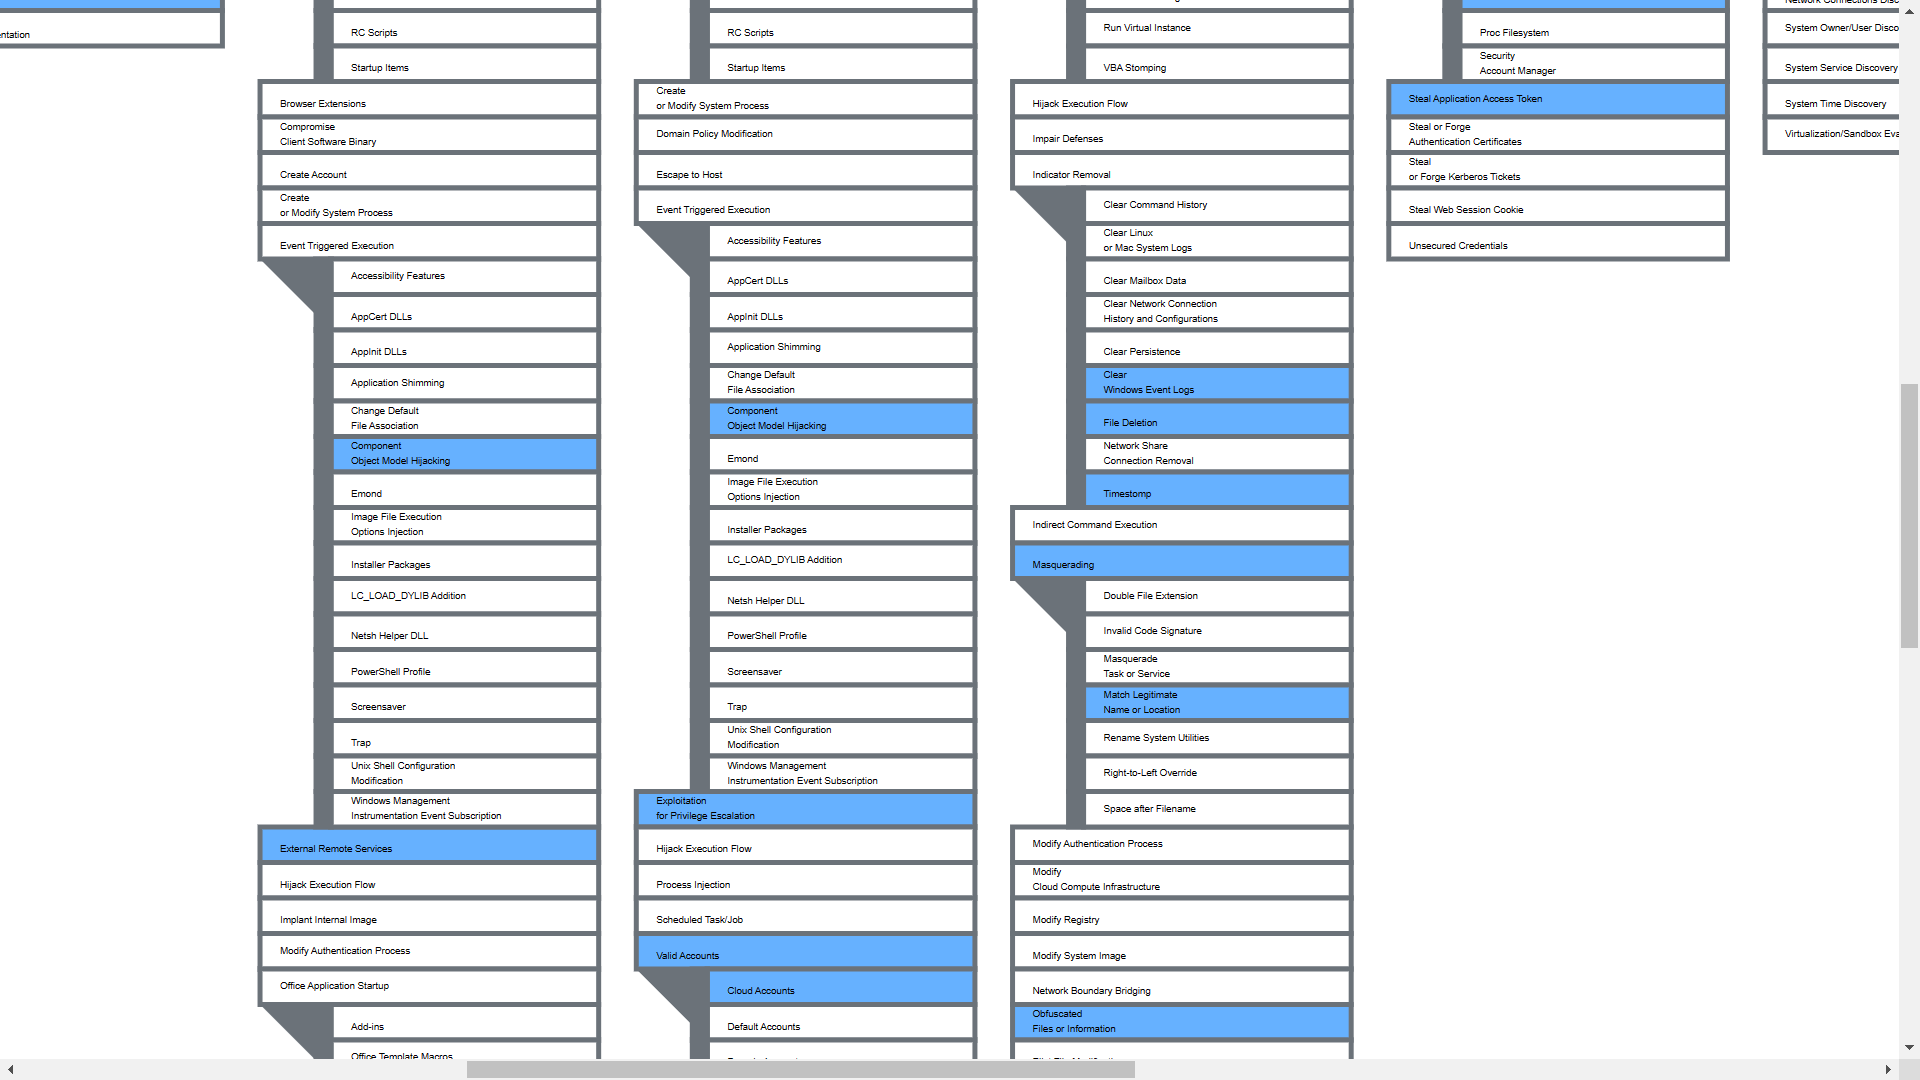 ntation
RC Scripts
Startup Items
Browser Extensions
Compromise
Client Software Binary
Create Account
Create
or Modify System Process
Event Triggered Execution
Accessibility Features
AppCert DLLs
AppInit DLLs
Application Shimming
Change Default
File Association
Component
Object Model Hijacking
Emond
Image File Execution
Options Injection
Installer Packages
LC_LOAD_DYLIB Addition
Netsh Helper DLL
PowerShell Profile
Screensaver
Trap
Unix Shell Configuration
Modification
Windows Management
Instrumentation Event Subscription
External Remote Services
Hijack Execution Flow
Implant Internal Image
Modify Authentication Process
Office Application Startup
Add-ins
Office Template Macros
RC Scripts
Startup Items
Create
or Modify System Process
Domain Policy Modification
Escape to Host
Event Triggered Execution
Accessibility Features
AppCert DLLs
AppInit DLLs
Application Shimming
Change Default
File Association
Component
Object Model Hijacking
Emond
Image File Execution
Options Injection
Installer Packages
LC_LOAD_DYLIB Addition
Netsh Helper DLL
PowerShell Profile
Screensaver
Trap
Unix Shell Configuration
Modification
Windows Management
Instrumentation Event Subscription
Exploitation
for Privilege Escalation
Hijack Execution Flow
Process Injection
Scheduled Task/Job
Valid Accounts
Cloud Accounts
Default Accounts
Run Virtual Instance
VBA Stomping
Hijack Execution Flow
Impair Defenses
Indicator Removal
Clear Command History
Clear Linux
or Mac System Logs
Clear Mailbox Data
Clear Network Connection
History and Configurations
Clear Persistence
Clear
Windows Event Logs
File Deletion
Network Share
Connection Removal
Timestomp
Indirect Command Execution
Masquerading
Double File Extension
Invalid Code Signature
Masquerade
Task or Service
Match Legitimate
Name or Location
Rename System Utilities
Right-to-Left Override
Space after Filename
Modify Authentication Process
Modify
Cloud Compute Infrastructure
Modify Registry
Modify System Image
Network Boundary Bridging
Obfuscated
Files or Information
Proc Filesystem
Security
Account Manager
Steal Application Access Token
Steal or Forge
Authentication Certificates
Steal
or Forge Kerberos Tickets
Steal Web Session Cookie
Unsecured Credentials
Network Connections Disc
System Owner/User Disco
System Service Discovery
System Time Discovery
Virtualization/Sandbox Eva